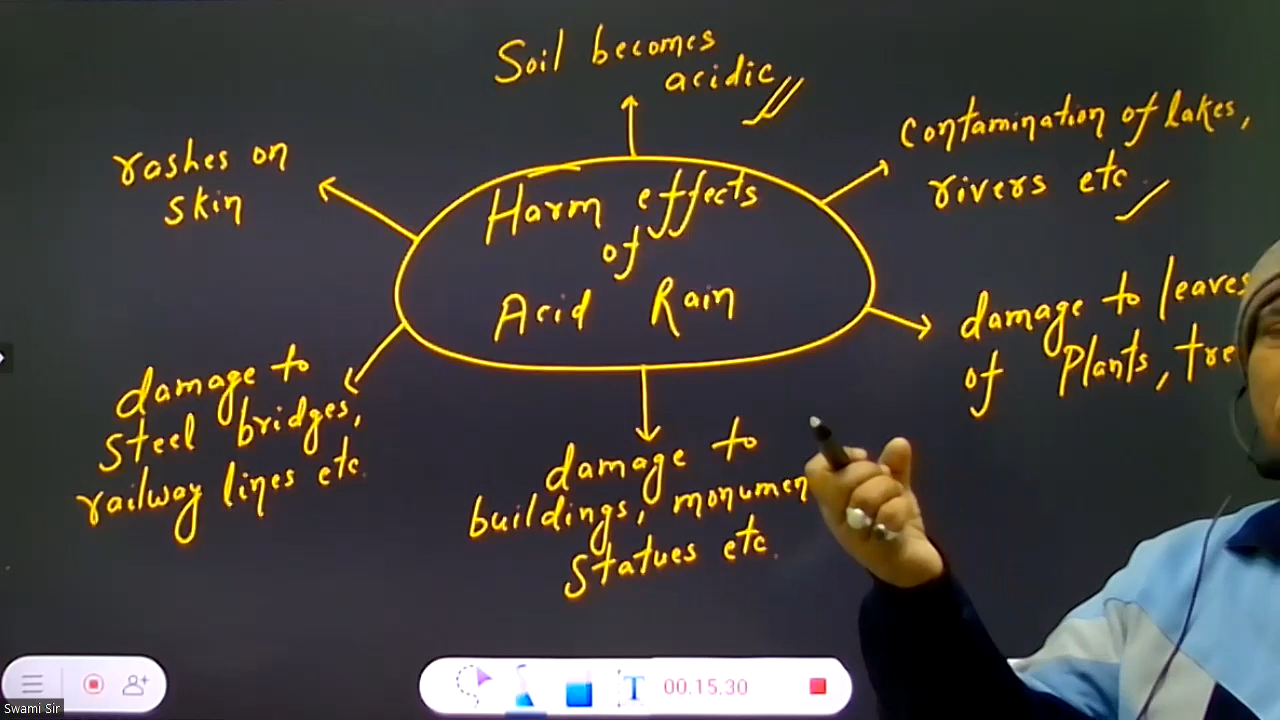 Soil becomes
acidic
Contamination of lakes,
rivers etc
rashes on
skin
Harm effects
of
Acid Rain
damage to leaves
of Plants, tre
damage to
steel bridges,
railway lines etc.
damage to
buildings, monumen
statues etc.
T 00.15.30
Swami Sir